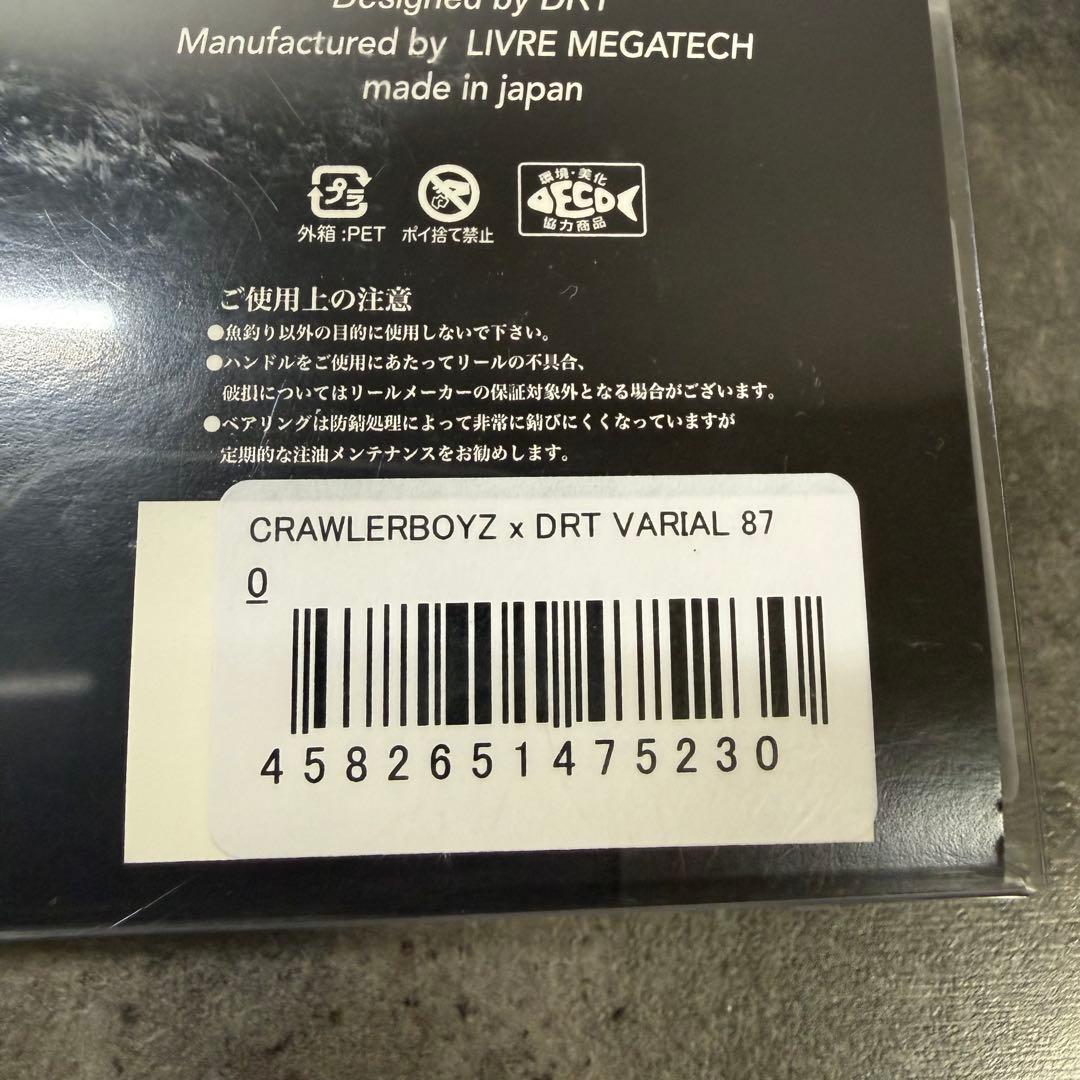 Designed by DRT
Manufactured by LIVRE MEGATECH
made in japan
プラ
外箱:PET
ポイ捨て禁止
環境・美化
ECO
協力商品
ご使用上の注意
●魚釣り以外の目的に使用しないで下さい。
●ハンドルをご使用にあたってリールの不具合、
破損についてはリールメーカーの保証対象外となる場合がございます。
●ベアリングは防錆処理によって非常に錆びにくくなっていますが
定期的な注油メンテナンスをお勧めします。
CRAWLERBOYZ x DRT VARIAL 87
0
4582651475230